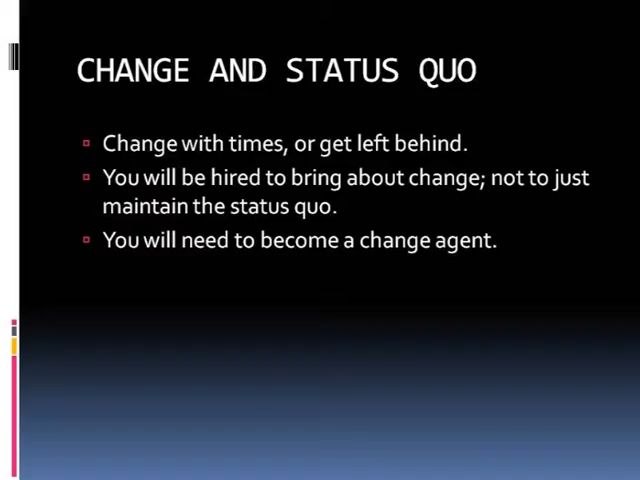 CHANGE AND STATUS QUO
Change with times, or get left behind.
You will be hired to bring about change; not to just
maintain the status quo.
You will need to become a change agent.